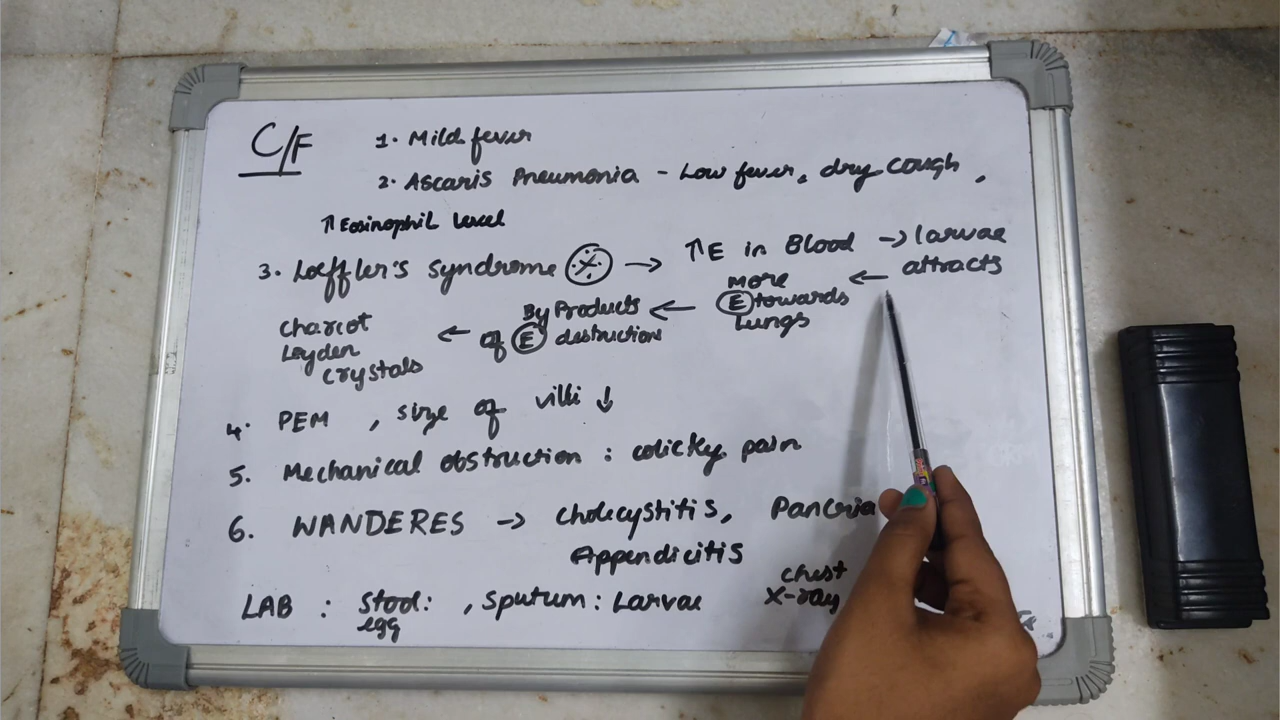 C/F
1. Mild fever
2. Ascaris Pneumonia - Low fever, dry cough,
↑ Eosinophil level
3. Loeffler's syndrome → ↑E in Blood → larvae
attracts
← More
E towards
Lungs
← By Products
of E destruction
← Charcot
Leyden
crystals
4. PEM, size of villi ↓
5. Mechanical obstruction : colicky pain
6. WANDERES → Cholecystitis, Pancria
Appendicitis
LAB : Stool: , Sputum: Larvae
egg
Chest
X-ray